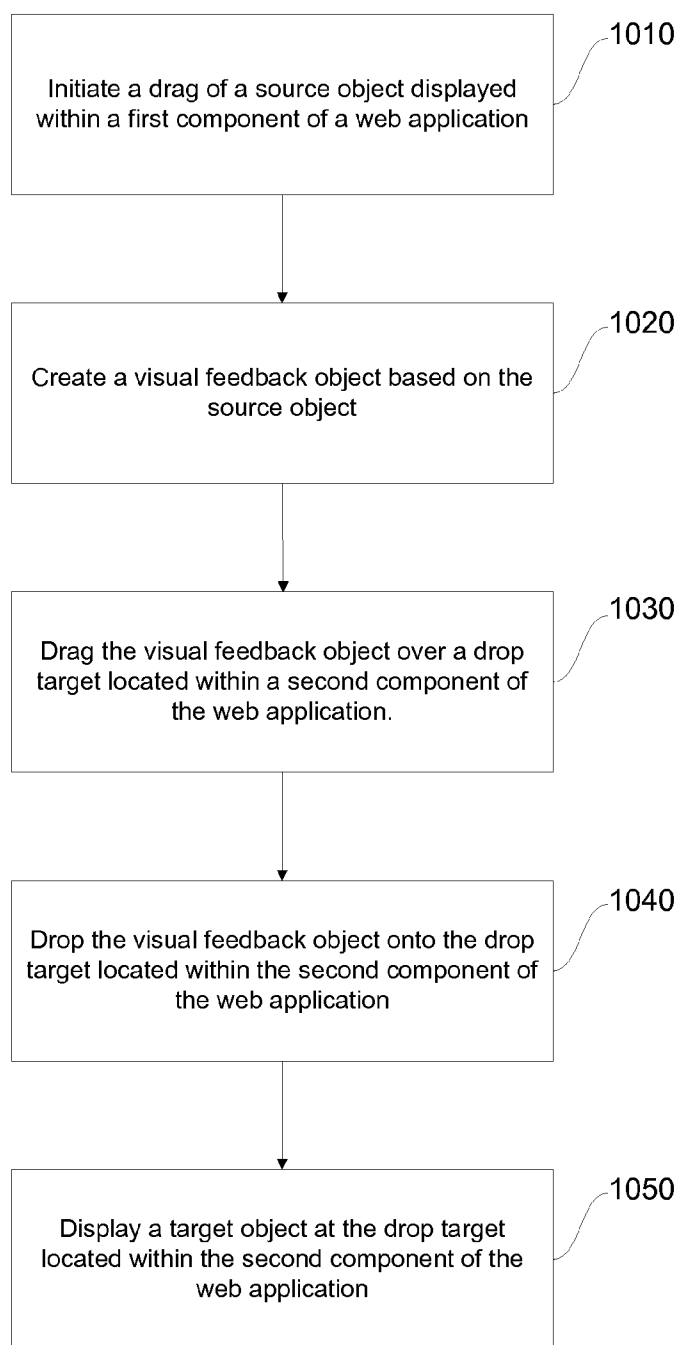 1010
Initiate a drag of a source object displayed
within a first component of a web application
1020
Create a visual feedback object based on the
source object
1030
Drag the visual feedback object over a drop
target located within a second component of
the web application.
1040
Drop the visual feedback object onto the drop
target located within the second component of
the web application
1050
Display a target object at the drop target
located within the second component of the
web application